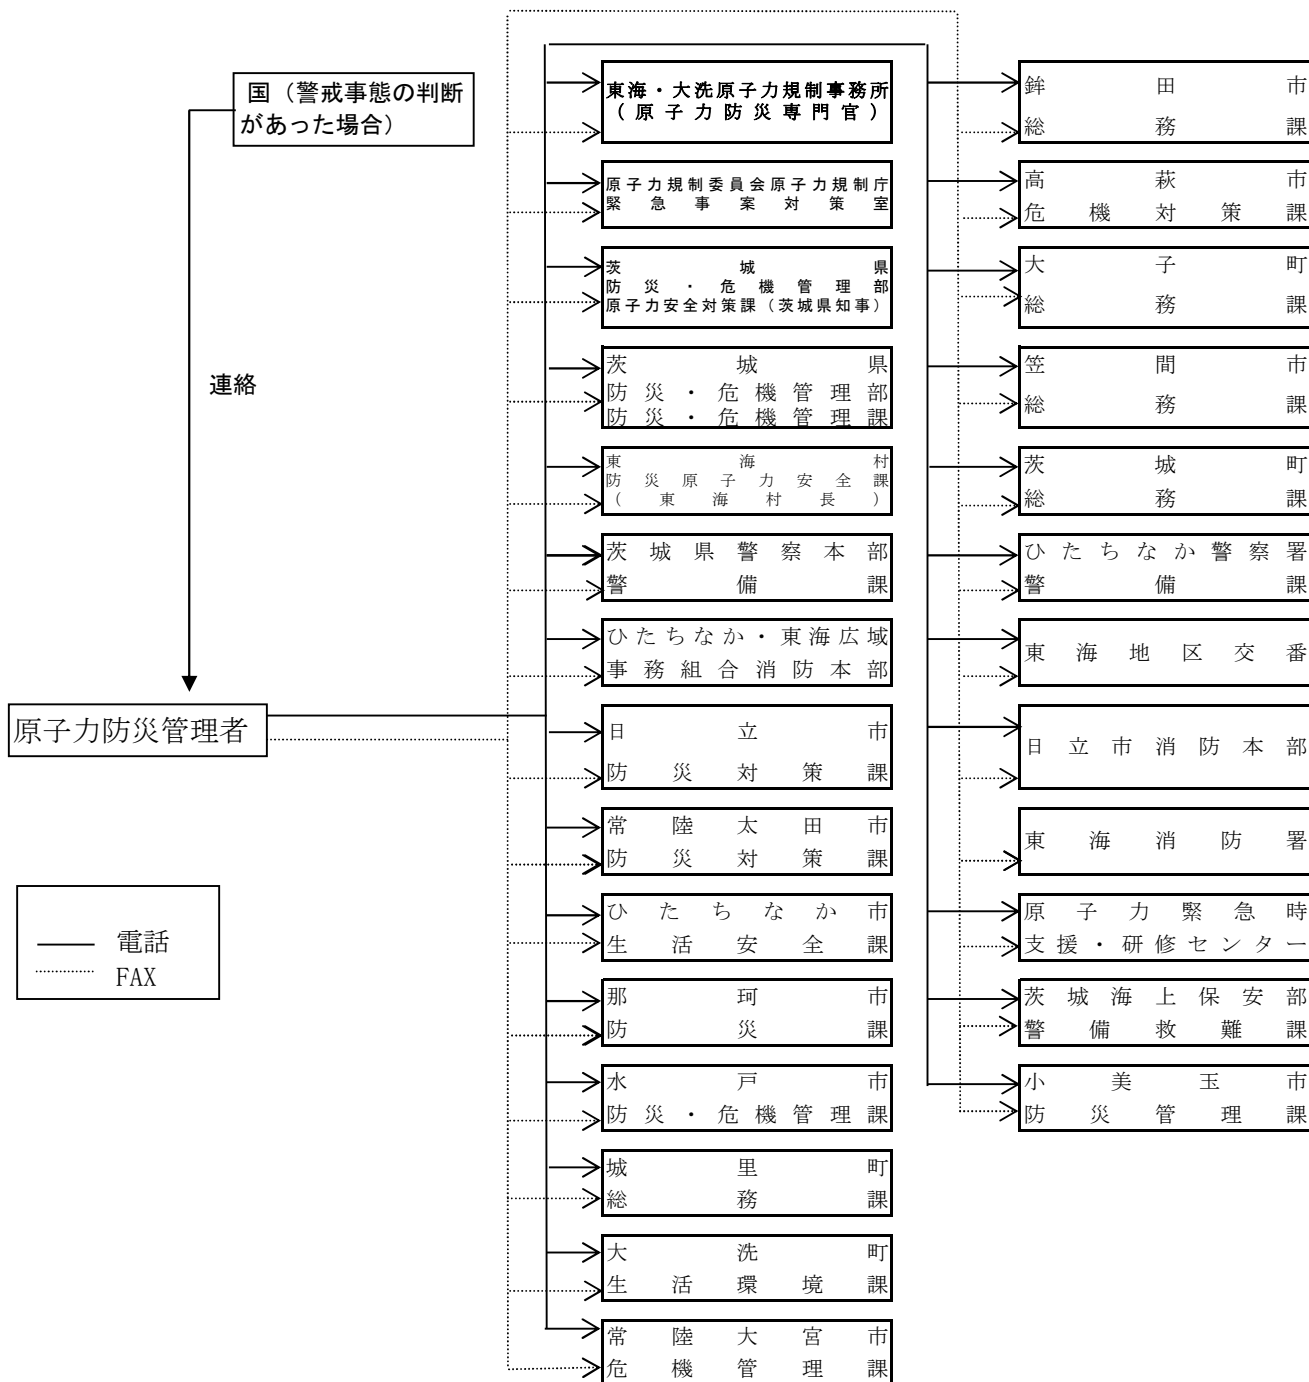 国（警戒事態の判断
があった場合）
連絡
原子力防災管理者
電話
FAX
東海・大洗原子力規制事務所
（原子力防災専門官）
原子力規制委員会原子力規制庁
緊急事案対策室
茨城県
防災・危機管理部
原子力安全対策課（茨城県知事）
茨城県
防災・危機管理部
防災・危機管理課
東海村
防災原子力安全課
（東海村長）
茨城県警察本部
警備課
ひたちなか・東海広域
事務組合消防本部
日立市
防災対策課
常陸太田市
防災対策課
ひたちなか市
生活安全課
那珂市
防災課
水戸市
防災・危機管理課
城里町
総務課
大洗町
生活環境課
常陸大宮市
危機管理課
鉾田市
総務課
高萩市
危機対策課
大子町
総務課
笠間市
総務課
茨城町
総務課
ひたちなか警察署
警備課
東海地区交番
日立市消防本部
東海消防署
原子力緊急時
支援・研修センター
茨城海上保安部
警備救難課
小美玉市
防災管理課